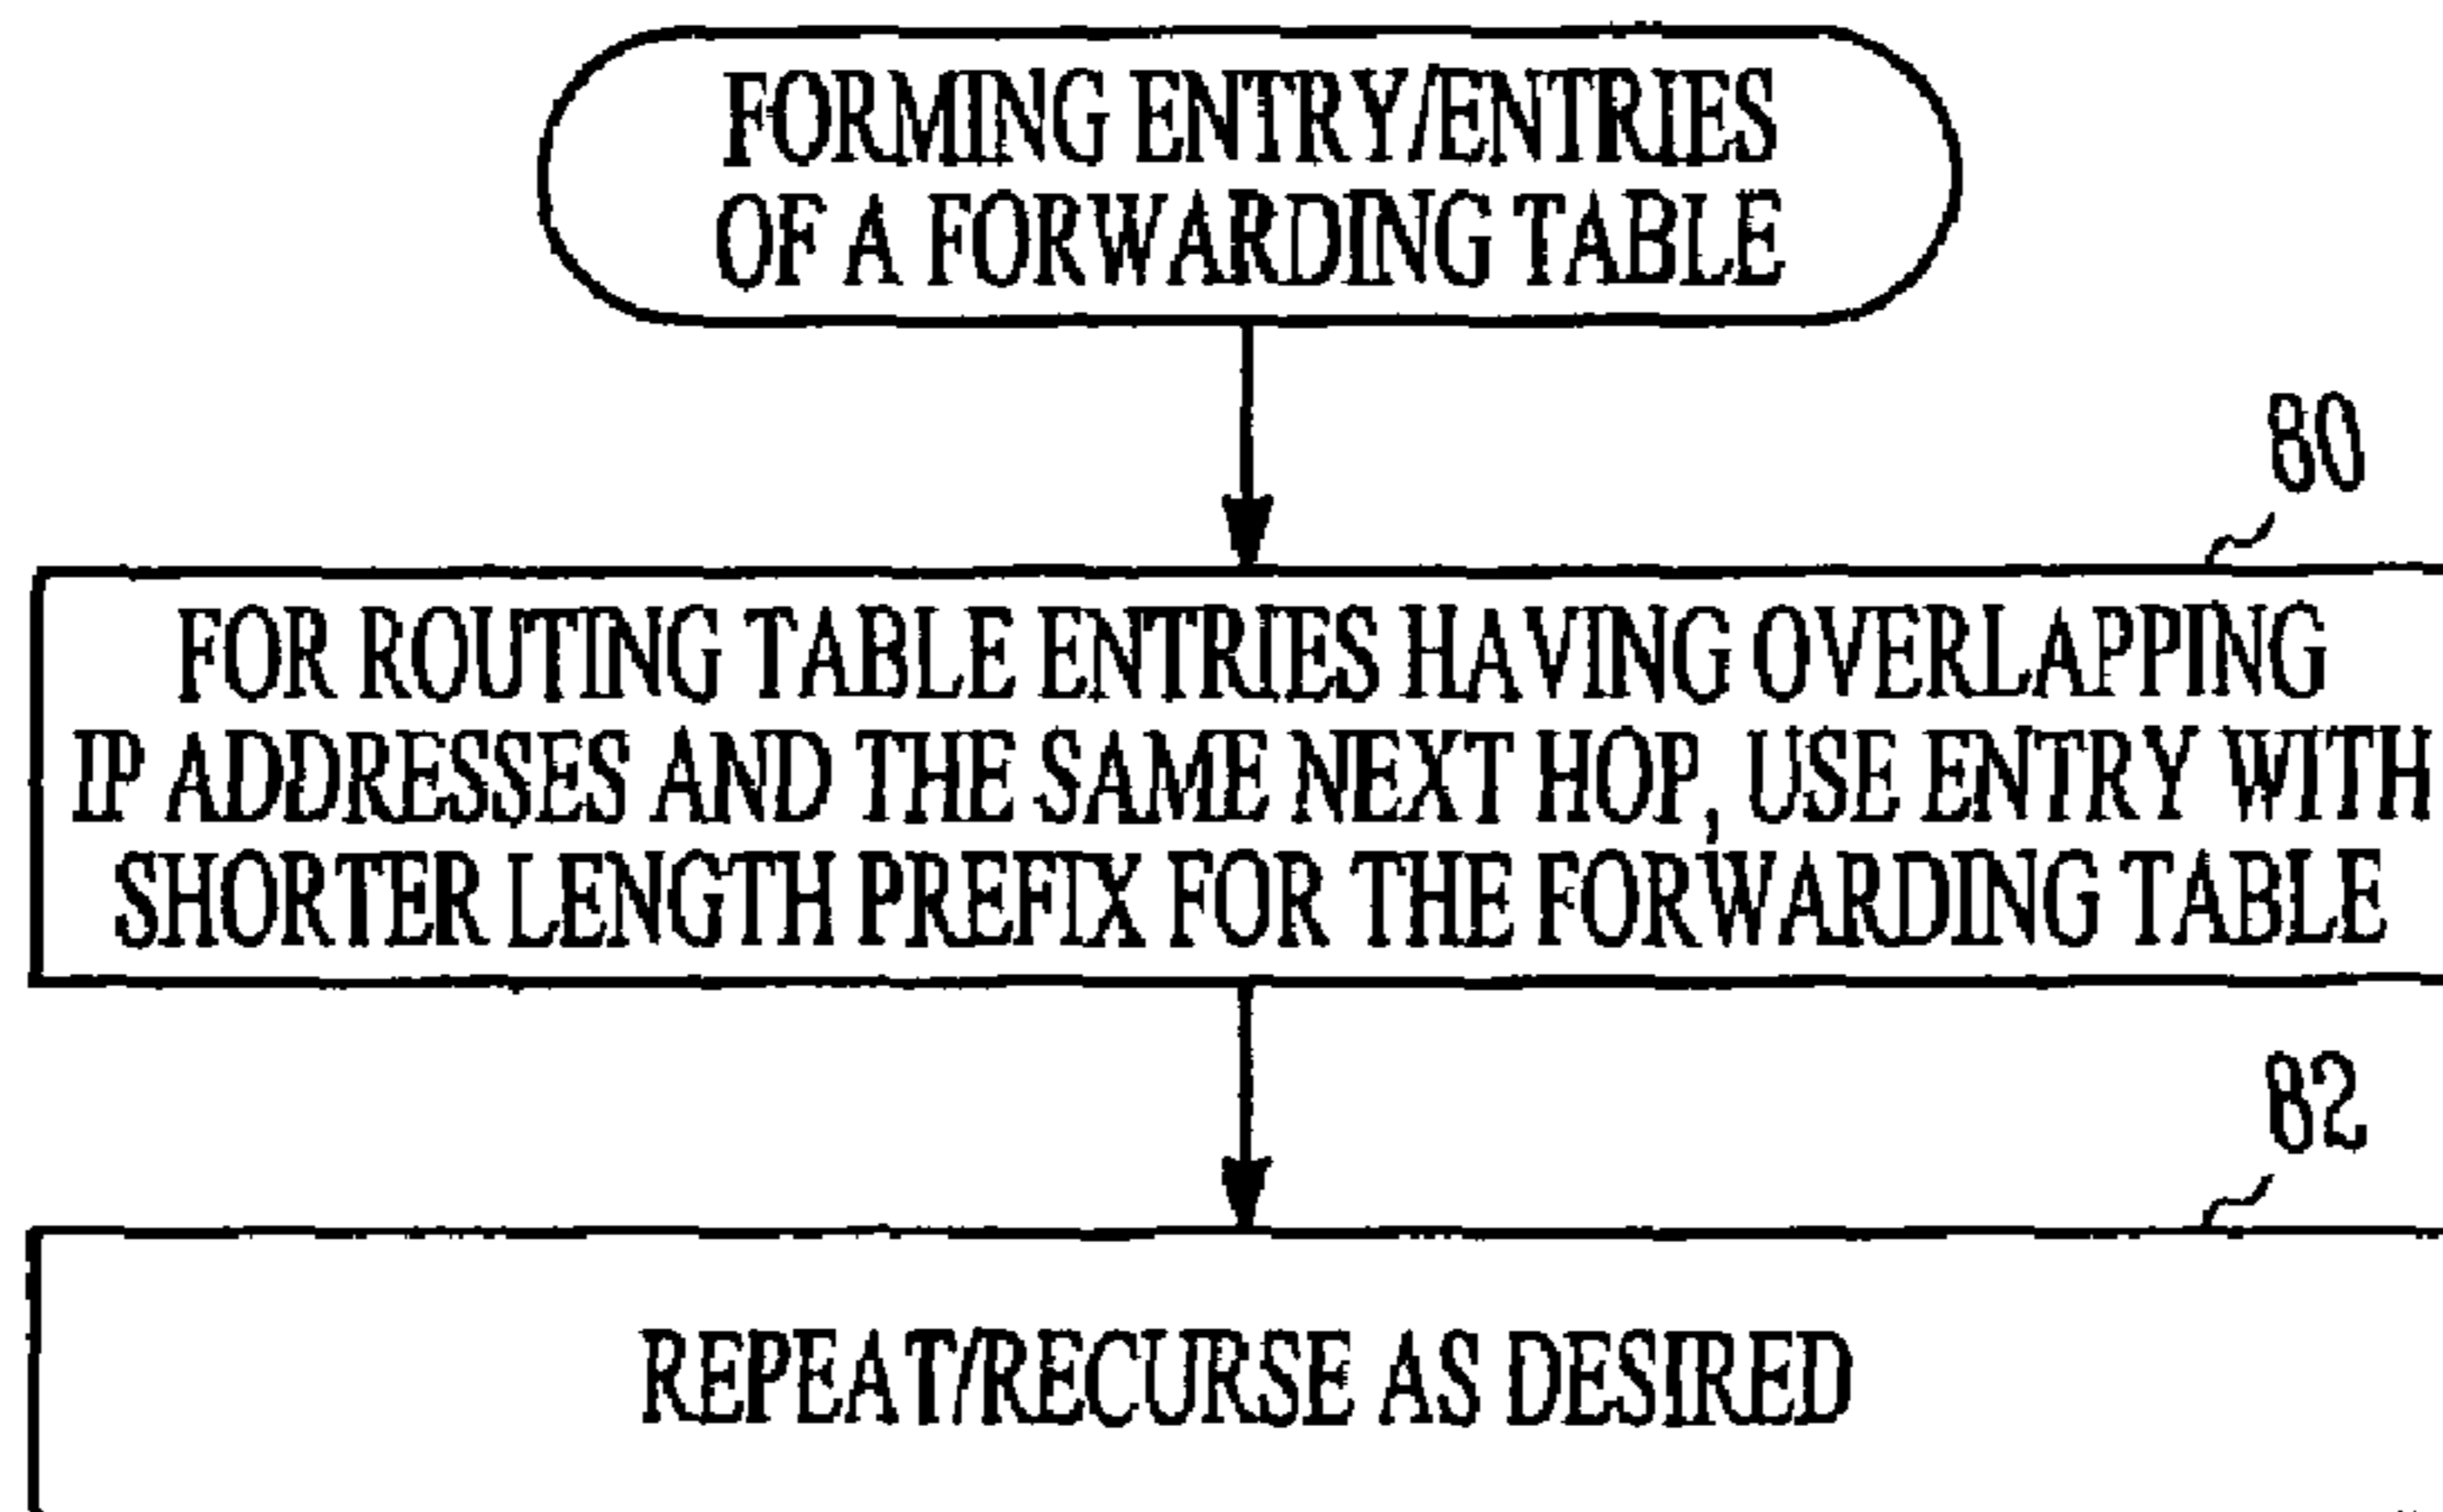 FORMING ENTRY/ENTRIES
OF A FORWARDING TABLE
80
FOR ROUTING TABLE ENTRIES HAVING OVERLAPPING
IP ADDRESSES AND THE SAME NEXT HOP, USE ENTRY WITH
SHORTER LENGTH PREFIX FOR THE FORWARDING TABLE
82
REPEAT/RECURSE AS DESIRED